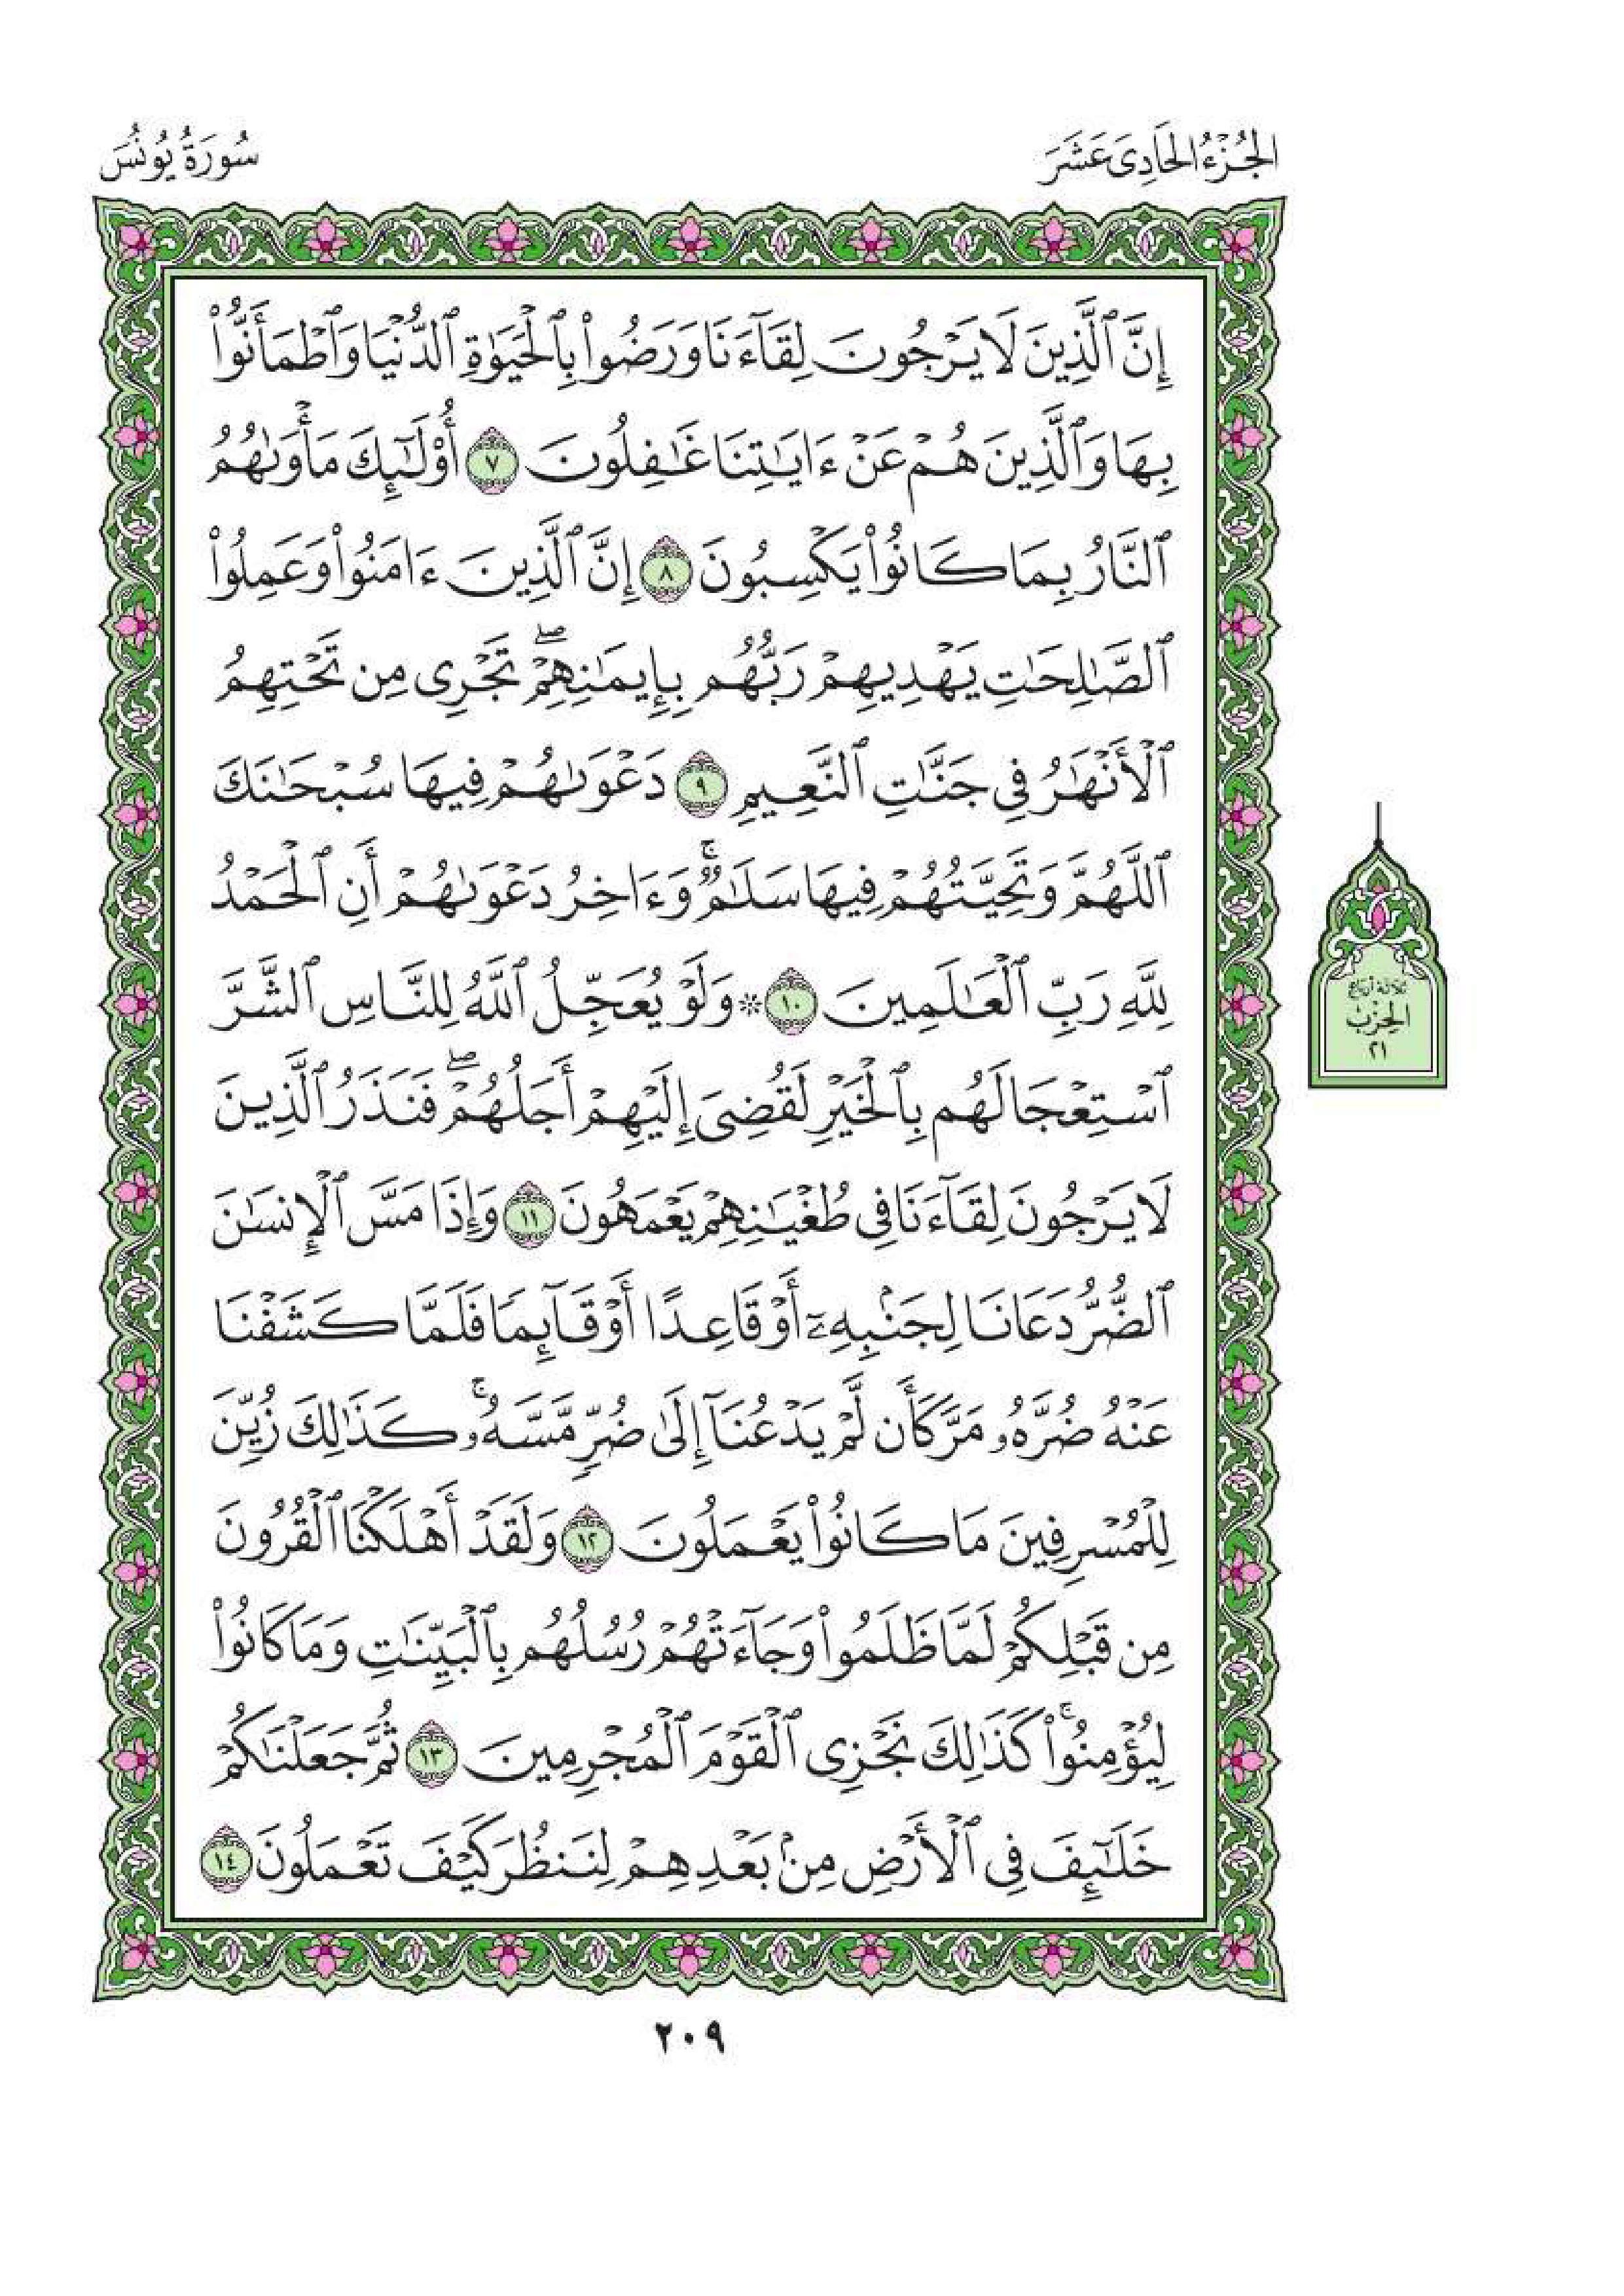 الجُزْءُ الحَادِىَ عَشَرَ
سُورَةُ يُونُسَ
إِنَّ ٱلَّذِينَ لَا يَرْجُونَ لِقَآءَنَا وَرَضُوا۟ بِٱلْحَيَوٰةِ ٱلدُّنْيَا وَٱطْمَأَنُّوا۟
بِهَا وَٱلَّذِينَ هُمْ عَنْ ءَايَٰتِنَا غَٰفِلُونَ ٧ أُو۟لَٰٓئِكَ مَأْوَىٰهُمُ
ٱلنَّارُ بِمَا كَانُوا۟ يَكْسِبُونَ ٨ إِنَّ ٱلَّذِينَ ءَامَنُوا۟ وَعَمِلُوا۟
ٱلصَّٰلِحَٰتِ يَهْدِيهِمْ رَبُّهُم بِإِيمَٰنِهِمْ ۖ تَجْرِى مِن تَحْتِهِمُ
ٱلْأَنْهَٰرُ فِى جَنَّٰتِ ٱلنَّعِيمِ ٩ دَعْوَىٰهُمْ فِيهَا سُبْحَٰنَكَ
ٱللَّهُمَّ وَتَحِيَّتُهُمْ فِيهَا سَلَٰمٌ ۚ وَءَاخِرُ دَعْوَىٰهُمْ أَنِ ٱلْحَمْدُ
لِلَّهِ رَبِّ ٱلْعَٰلَمِينَ ١٠ ۞ وَلَوْ يُعَجِّلُ ٱللَّهُ لِلنَّاسِ ٱلشَّرَّ
ٱسْتِعْجَالَهُم بِٱلْخَيْرِ لَقُضِىَ إِلَيْهِمْ أَجَلُهُمْ ۖ فَنَذَرُ ٱلَّذِينَ
لَا يَرْجُونَ لِقَآءَنَا فِى طُغْيَٰنِهِمْ يَعْمَهُونَ ١١ وَإِذَا مَسَّ ٱلْإِنسَٰنَ
ٱلضُّرُّ دَعَانَا لِجَنۢبِهِۦٓ أَوْ قَاعِدًا أَوْ قَآئِمًا فَلَمَّا كَشَفْنَا
عَنْهُ ضُرَّهُۥ مَرَّ كَأَن لَّمْ يَدْعُنَآ إِلَىٰ ضُرٍّ مَّسَّهُۥ ۚ كَذَٰلِكَ زُيِّنَ
لِلْمُسْرِفِينَ مَا كَانُوا۟ يَعْمَلُونَ ١٢ وَلَقَدْ أَهْلَكْنَا ٱلْقُرُونَ
مِن قَبْلِكُمْ لَمَّا ظَلَمُوا۟ وَجَآءَتْهُمْ رُسُلُهُم بِٱلْبَيِّنَٰتِ وَمَا كَانُوا۟
لِيُؤْمِنُوا۟ ۚ كَذَٰلِكَ نَجْزِى ٱلْقَوْمَ ٱلْمُجْرِمِينَ ١٣ ثُمَّ جَعَلْنَٰكُمْ
خَلَٰٓئِفَ فِى ٱلْأَرْضِ مِنۢ بَعْدِهِمْ لِنَنظُرَ كَيْفَ تَعْمَلُونَ ١٤
ثلاثة أرباع
الحِزْب
٢١
٢٠٩